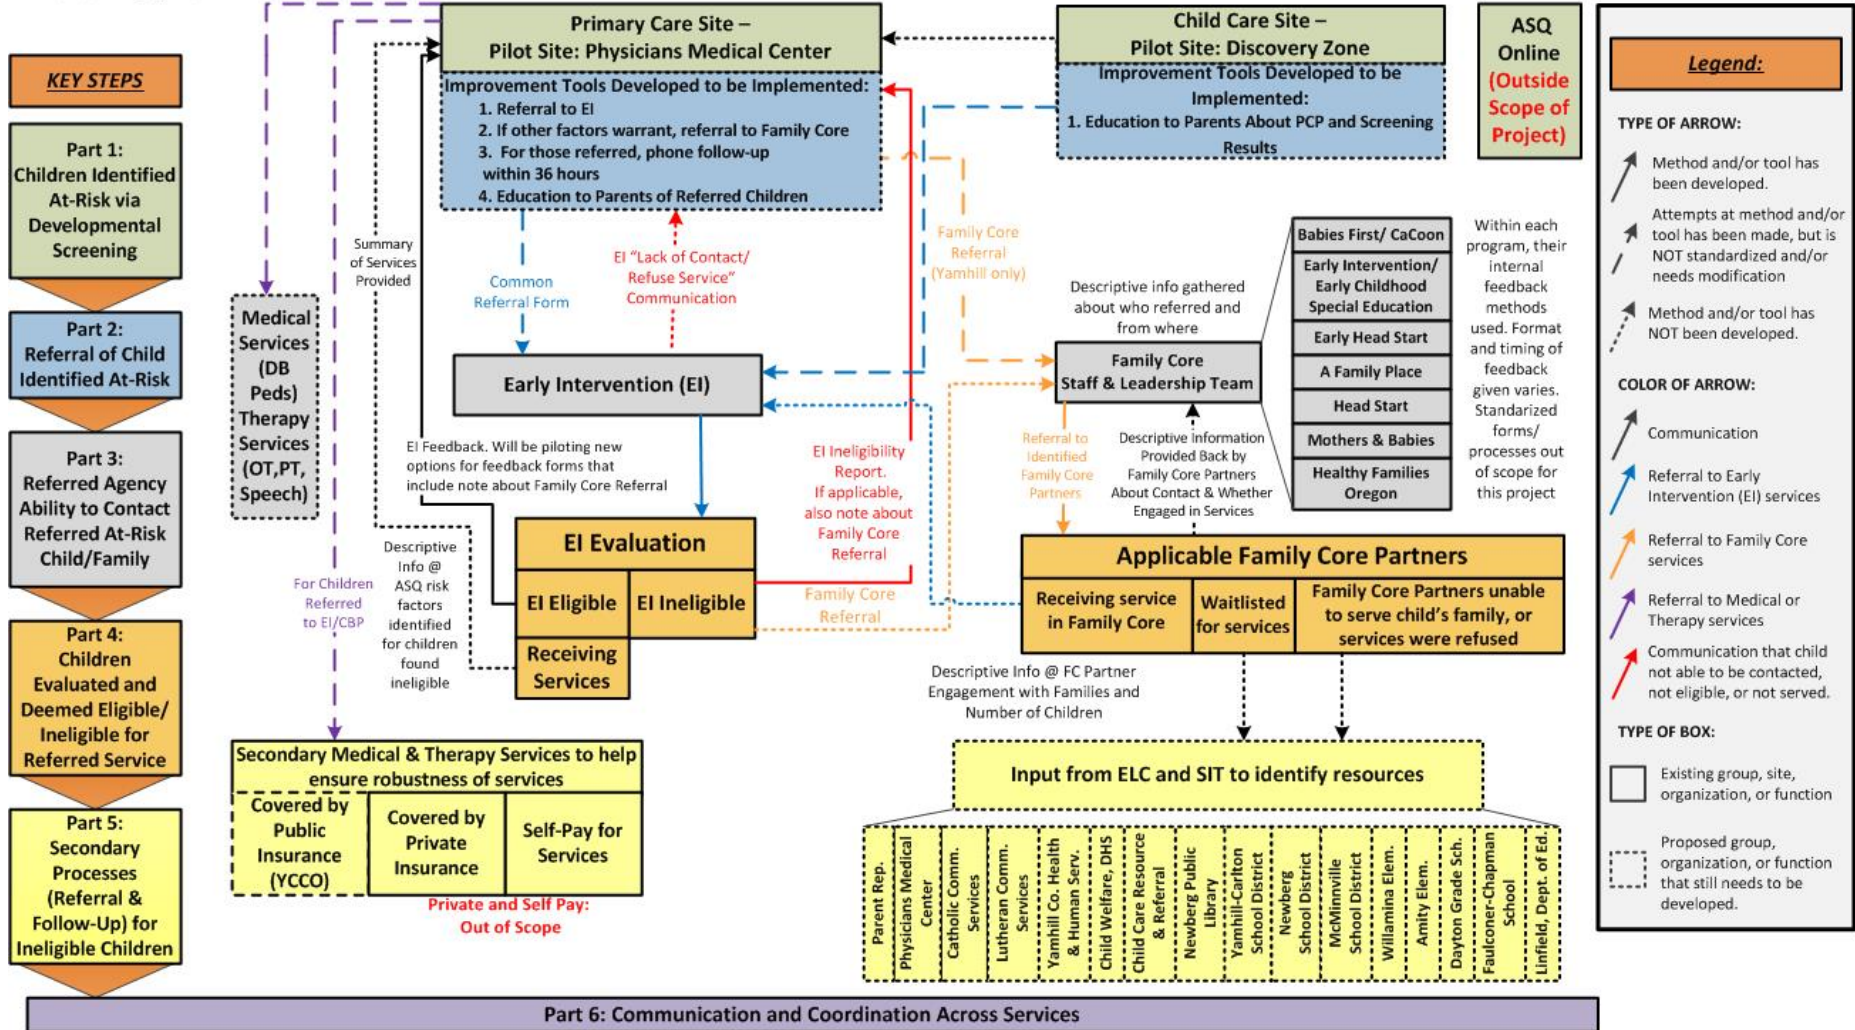 KEY STEPS
Part 1:
Children Identified
At-Risk via
Developmental
Screening
Part 2:
Referral of Child
Identified At-Risk
Part 3:
Referred Agency
Ability to Contact
Referred At-Risk
Child/Family
Part 4:
Children
Evaluated and
Deemed Eligible/
Ineligible for
Referred Service
Part 5:
Secondary
Processes
(Referral &
Follow-Up) for
Ineligible Children
Part 6: Communication and Coordination Across Services
Primary Care Site –
Pilot Site: Physicians Medical Center
Improvement Tools Developed to be Implemented:
1. Referral to EI
2. If other factors warrant, referral to Family Core
3. For those referred, phone follow-up
within 36 hours
4. Education to Parents of Referred Children
Child Care Site –
Pilot Site: Discovery Zone
Improvement Tools Developed to be
Implemented:
1. Education to Parents About PCP and Screening
Results
ASQ
Online
(Outside
Scope of
Project)
Summary
of Services
Provided
Common
Referral Form
EI “Lack of Contact/
Refuse Service”
Communication
Family Core
Referral
(Yamhill only)
Medical
Services
(DB
Peds)
Therapy
Services
(OT,PT,
Speech)
Early Intervention (EI)
Descriptive info gathered
about who referred and
from where
Family Core
Staff & Leadership Team
Babies First/ CaCoon
Early Intervention/
Early Childhood
Special Education
Early Head Start
A Family Place
Head Start
Mothers & Babies
Healthy Families
Oregon
Within each
program, their
internal
feedback
methods
used. Format
and timing of
feedback
given varies.
Standarized
forms/
processes out
of scope for
this project
EI Feedback. Will be piloting new
options for feedback forms that
include note about Family Core Referral
EI Ineligibility
Report.
If applicable,
also note about
Family Core
Referral
Referral to
Identified
Family Core
Partners
Descriptive Information
Provided Back by
Family Core Partners
About Contact & Whether
Engaged in Services
For Children
Referred
to EI/CBP
Descriptive
Info @
ASQ risk
factors
identified
for children
found
ineligible
EI Evaluation
EI Eligible
EI Ineligible
Receiving
Services
Family Core
Referral
Applicable Family Core Partners
Receiving service
in Family Core
Waitlisted
for services
Family Core Partners unable
to serve child’s family, or
services were refused
Descriptive Info @ FC Partner
Engagement with Families and
Number of Children
Secondary Medical & Therapy Services to help
ensure robustness of services
Covered by
Public
Insurance
(YCCO)
Covered by
Private
Insurance
Self-Pay for
Services
Private and Self Pay:
Out of Scope
Input from ELC and SIT to identify resources
Parent Rep.
Physicians Medical
Center
Catholic Comm.
Services
Lutheran Comm.
Services
Yamhill Co. Health
& Human Serv.
Child Welfare, DHS
Child Care Resource
& Referral
Newberg Public
Library
Yamhill-Carlton
School District
Newberg
School District
McMinnville
School District
Willamina Elem.
Amity Elem.
Dayton Grade Sch.
Faulconer-Chapman
School
Linfield, Dept. of Ed.
Legend:
TYPE OF ARROW:
Method and/or tool has
been developed.
Attempts at method and/or
tool has been made, but is
NOT standardized and/or
needs modification
Method and/or tool has
NOT been developed.
COLOR OF ARROW:
Communication
Referral to Early
Intervention (EI) services
Referral to Family Core
services
Referral to Medical or
Therapy services
Communication that child
not able to be contacted,
not eligible, or not served.
TYPE OF BOX:
Existing group, site,
organization, or function
Proposed group,
organization, or function
that still needs to be
developed.